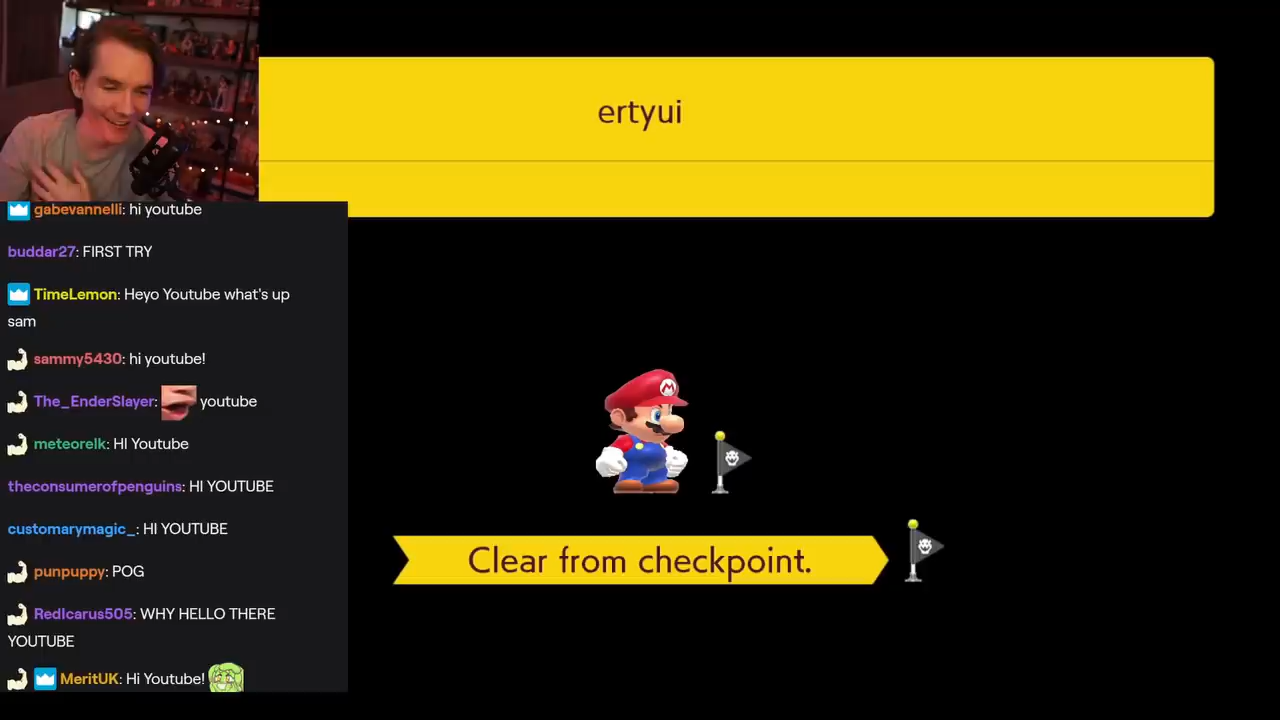 ertyui
gabevannelli: hi youtube
buddar27: FIRST TRY
TimeLemon: Heyo Youtube what's up
sam
sammy5430: hi youtube!
The_EnderSlayer: youtube
meteorelk: HI Youtube
theconsumerofpenguins: HI YOUTUBE
customarymagic_: HI YOUTUBE
punpuppy: POG
RedIcarus505: WHY HELLO THERE
YOUTUBE
MeritUK: Hi Youtube!
M
Clear from checkpoint.